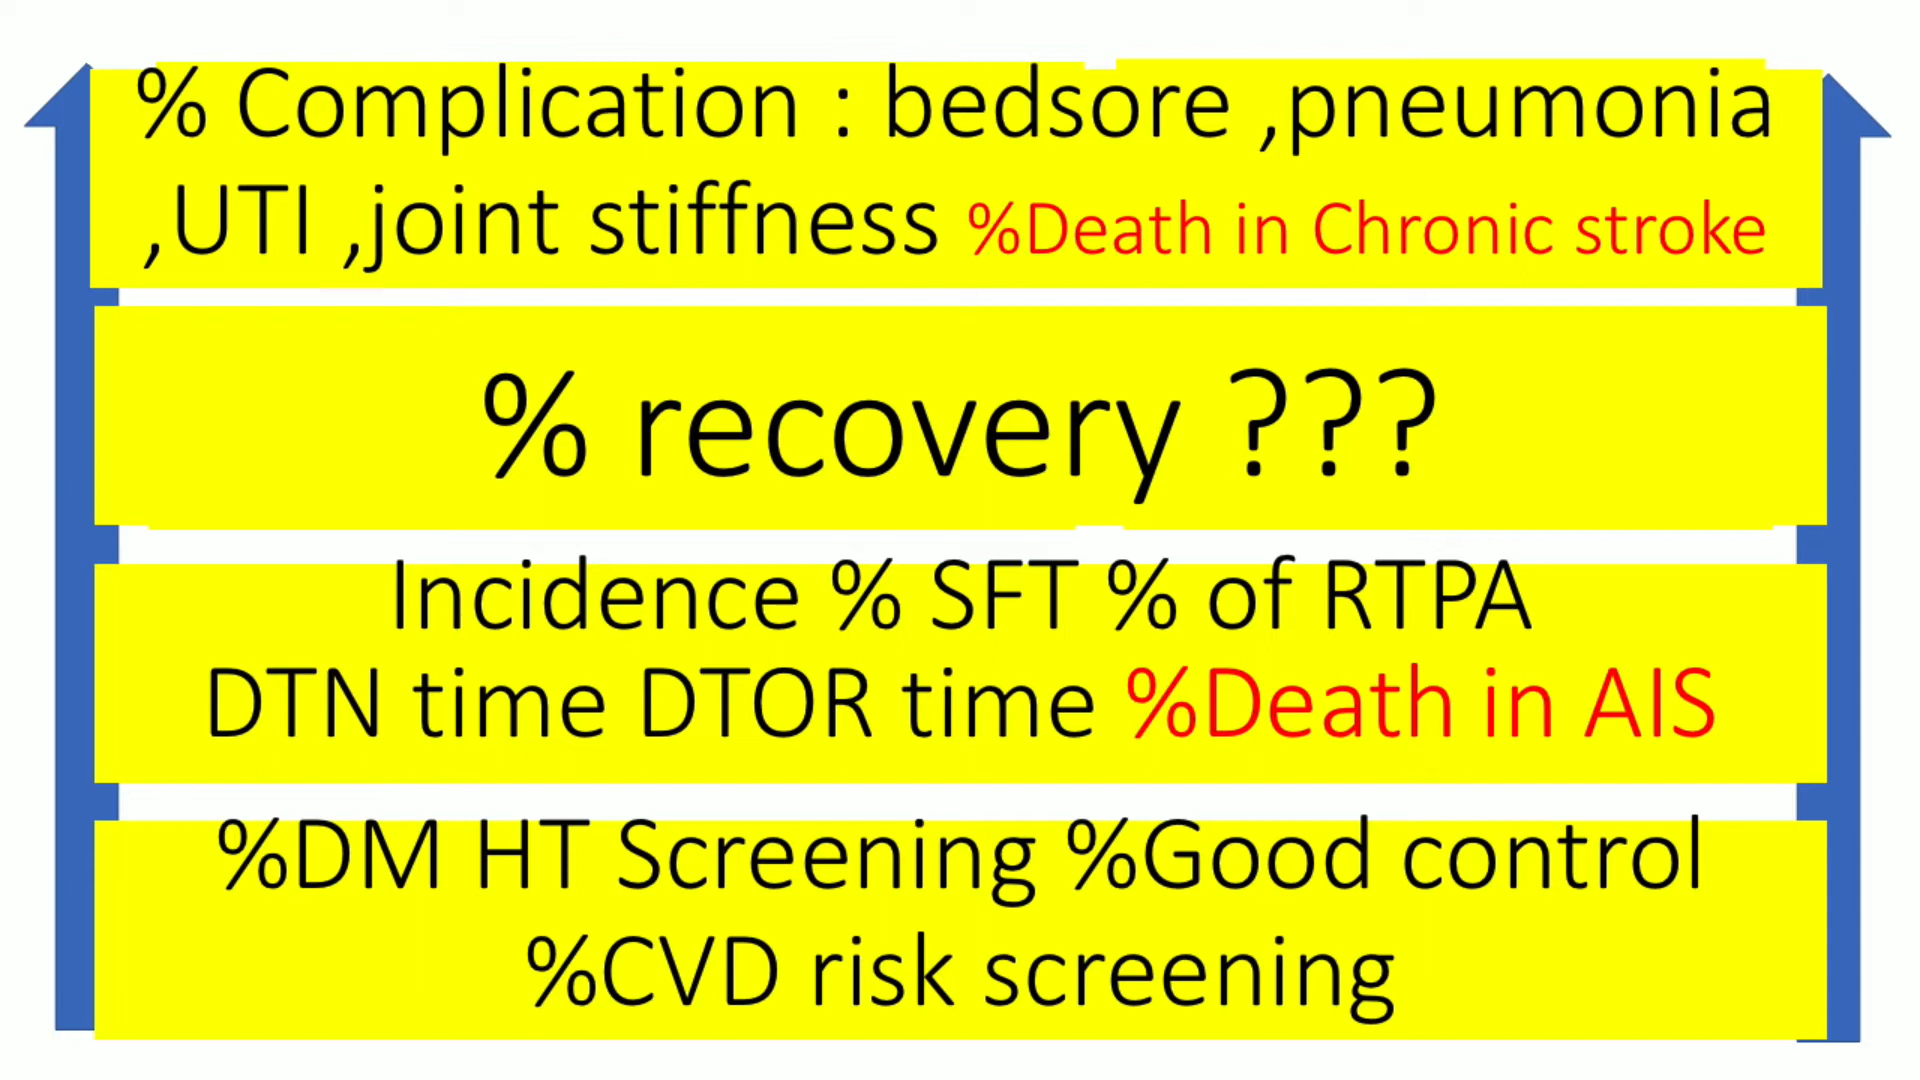 % Complication : bedsore ,pneumonia
,UTI ,joint stiffness %Death in Chronic stroke
% recovery ???
Incidence % SFT % of RTPA
DTN time DTOR time %Death in AIS
%DM HT Screening %Good control
%CVD risk screening